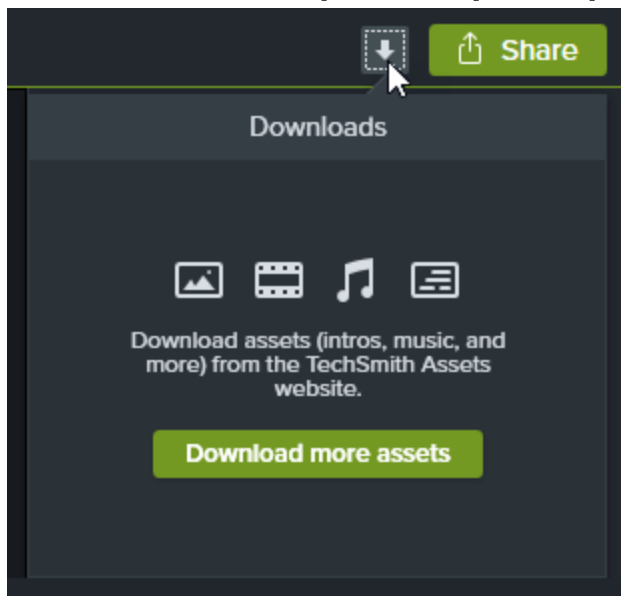 Share
Downloads
Download assets (intros, music, and
more) from the TechSmith Assets
website.
Download more assets